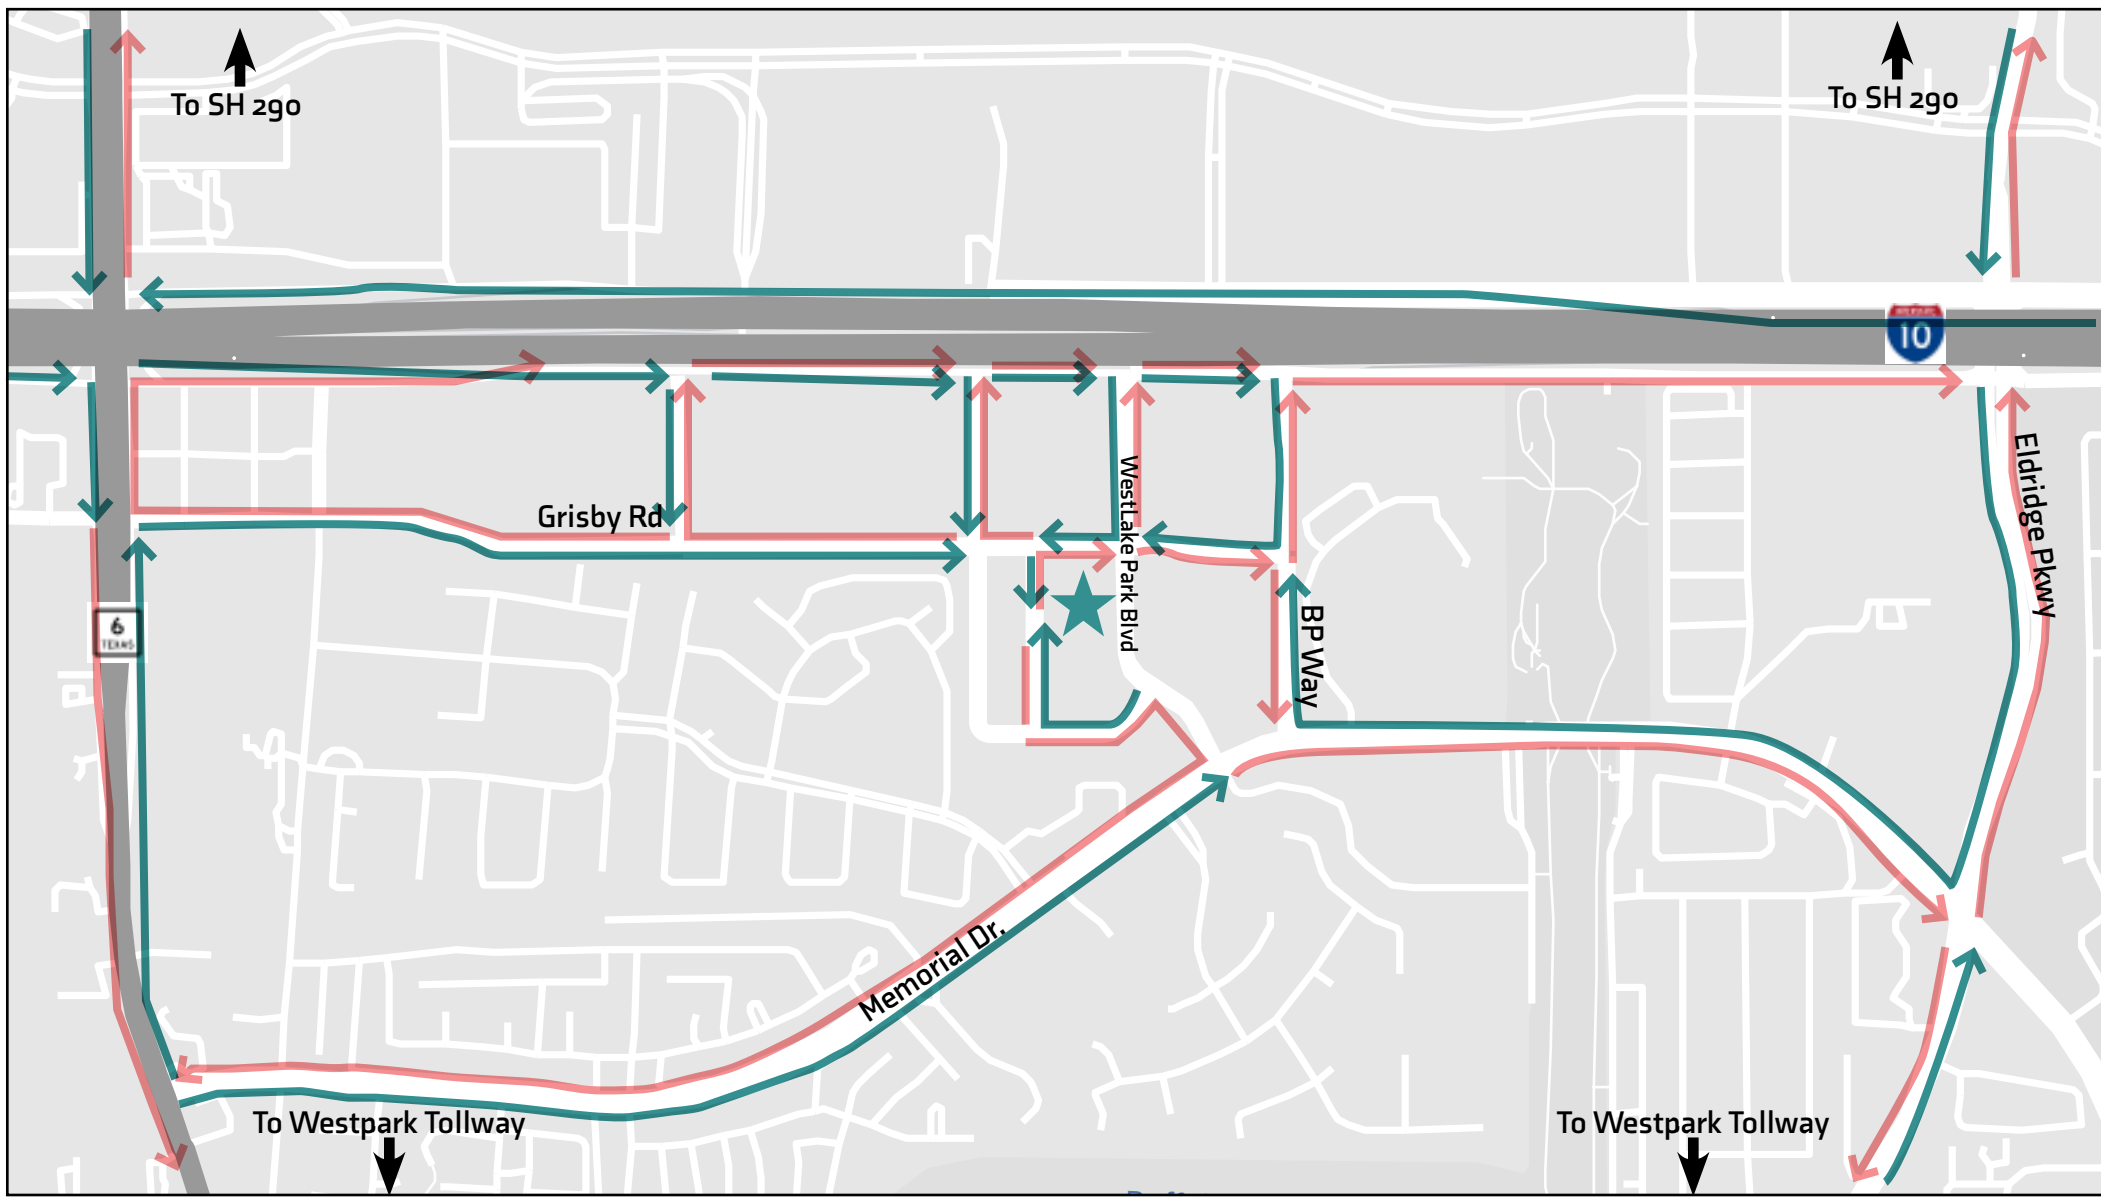 To SH 290
To SH 290
10
Grisby Rd
WestLake Park Blvd
Eldridge Pkwy
6
TEXAS
BP Way
Memorial Dr.
To Westpark Tollway
To Westpark Tollway